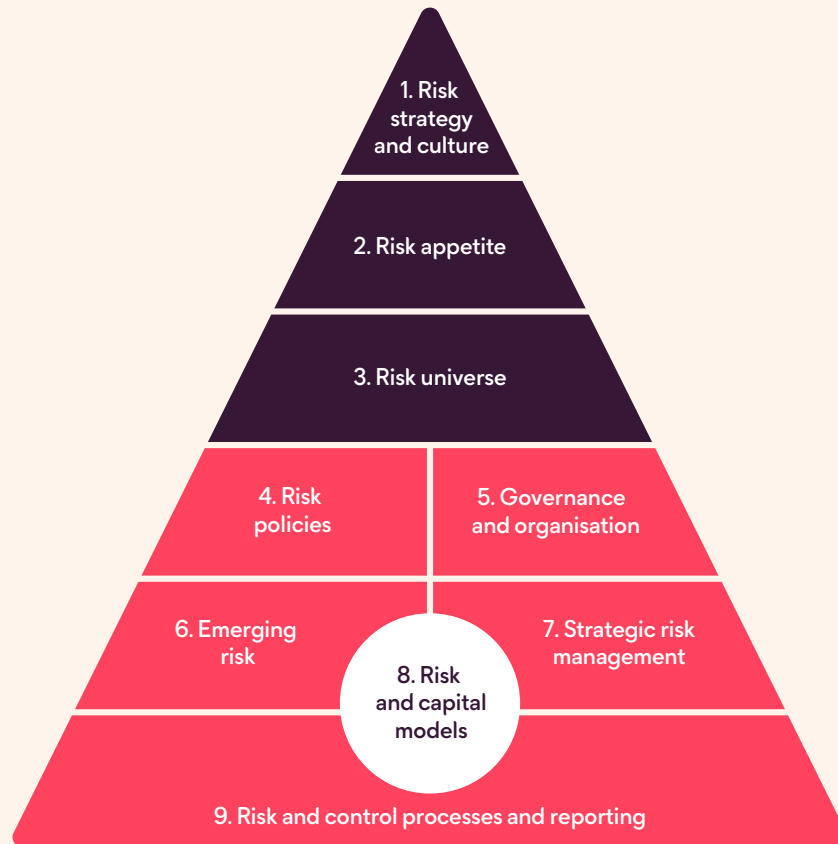 1. Risk
strategy
and culture
2. Risk appetite
3. Risk universe
4. Risk
policies
5. Governance
and organisation
6. Emerging
risk
7. Strategic risk
management
8. Risk
and capital
models
9. Risk and control processes and reporting